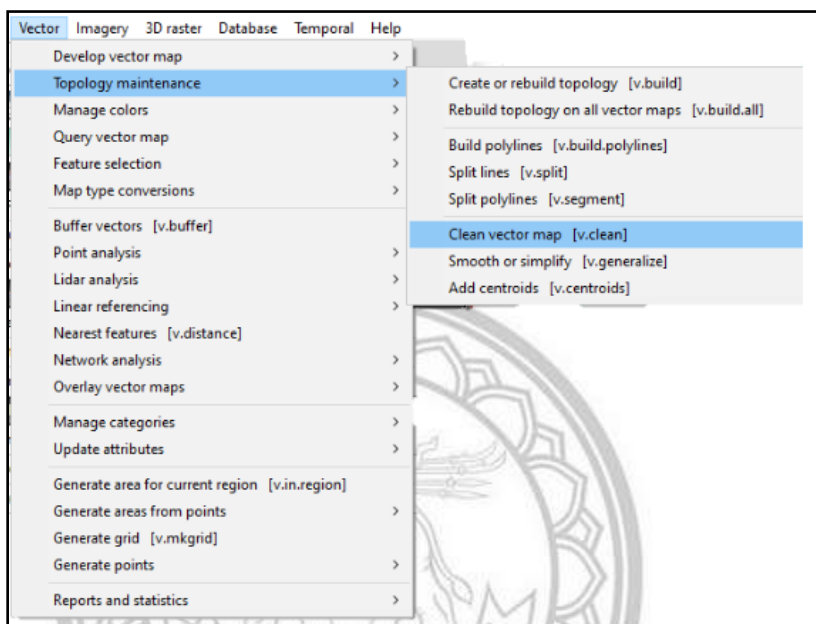 Vector Imagery 3D raster Database Temporal Help
Develop vector map
Topology maintenance
Manage colors
Query vector map
Feature selection
Map type conversions
Buffer vectors [v.buffer]
Point analysis
Lidar analysis
Linear referencing
Nearest features [v.distance]
Network analysis
Overlay vector maps
Manage categories
Update attributes
Generate area for current region [v.in.region]
Generate areas from points
Generate grid [v.mkgrid]
Generate points
Reports and statistics
Create or rebuild topology [v.build]
Rebuild topology on all vector maps [v.build.all]
Build polylines [v.build.polylines]
Split lines [v.split]
Split polylines [v.segment]
Clean vector map [v.clean]
Smooth or simplify [v.generalize]
Add centroids [v.centroids]